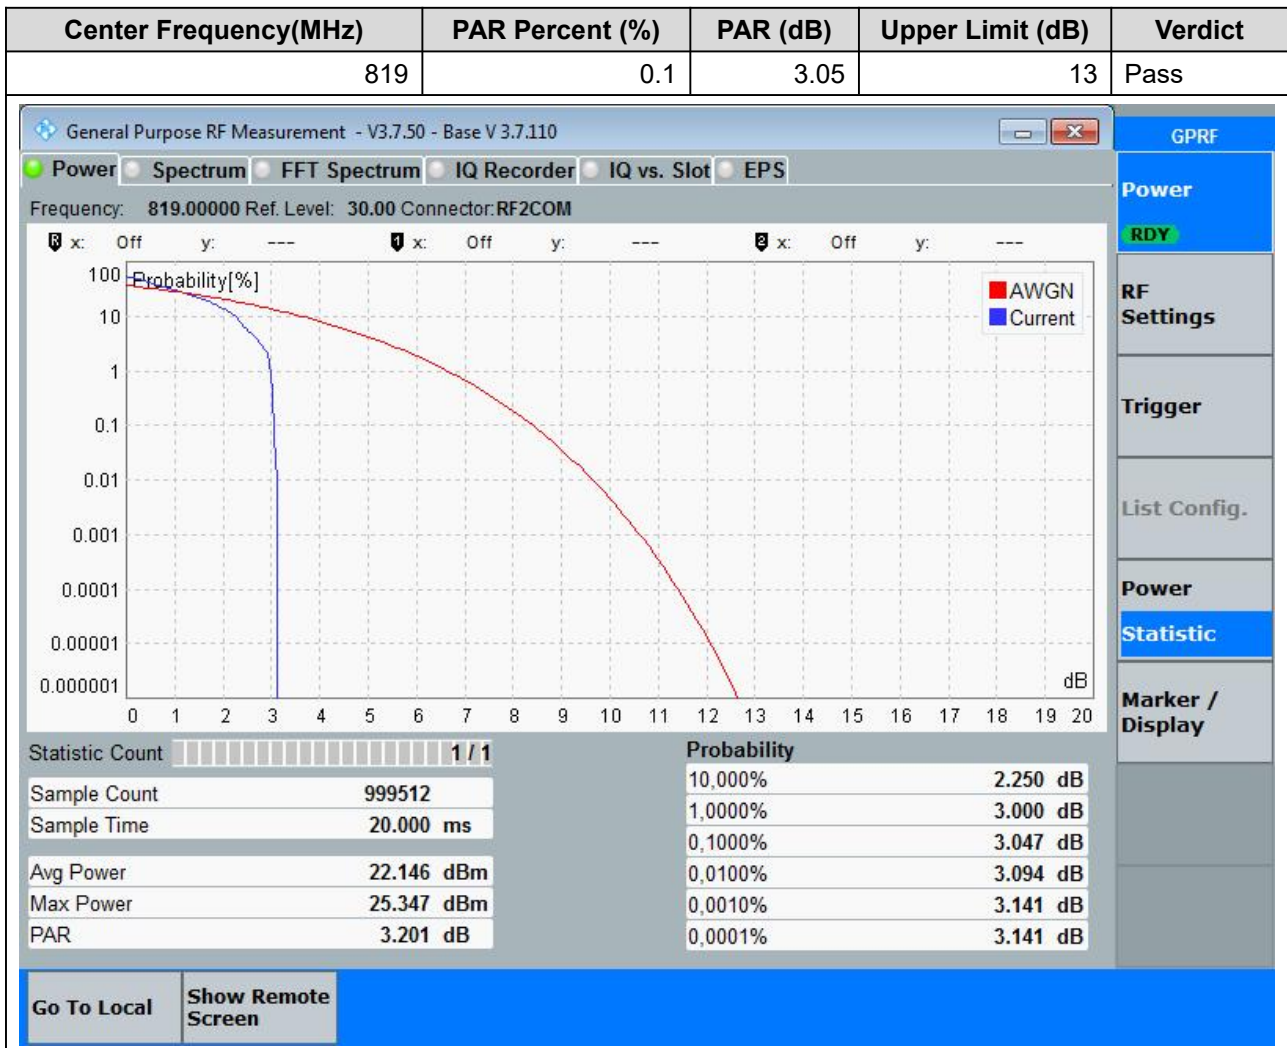 Center Frequency(MHz) PAR Percent (%) PAR (dB) Upper Limit (dB) Verdict
819 0.1 3.05 13 Pass
General Purpose RF Measurement - V3.7.50 - Base V 3.7.110
GPRF
Power Spectrum FFT Spectrum IQ Recorder IQ vs. Slot EPS
Frequency: 819.00000 Ref. Level: 30.00 Connector:RF2COM
R x: Off y: --- 1 x: Off y: --- 2 x: Off y: ---
Probability[%]
100
10
1
0.1
0.01
0.001
0.0001
0.00001
0.000001
AWGN
Current
dB
0 1 2 3 4 5 6 7 8 9 10 11 12 13 14 15 16 17 18 19 20
Statistic Count 1 / 1
Sample Count 999512
Sample Time 20.000 ms
Avg Power 22.146 dBm
Max Power 25.347 dBm
PAR 3.201 dB
Probability
10,000% 2.250 dB
1,0000% 3.000 dB
0,1000% 3.047 dB
0,0100% 3.094 dB
0,0010% 3.141 dB
0,0001% 3.141 dB
Power
RDY
RF
Settings
Trigger
List Config.
Power
Statistic
Marker /
Display
Go To Local
Show Remote
Screen